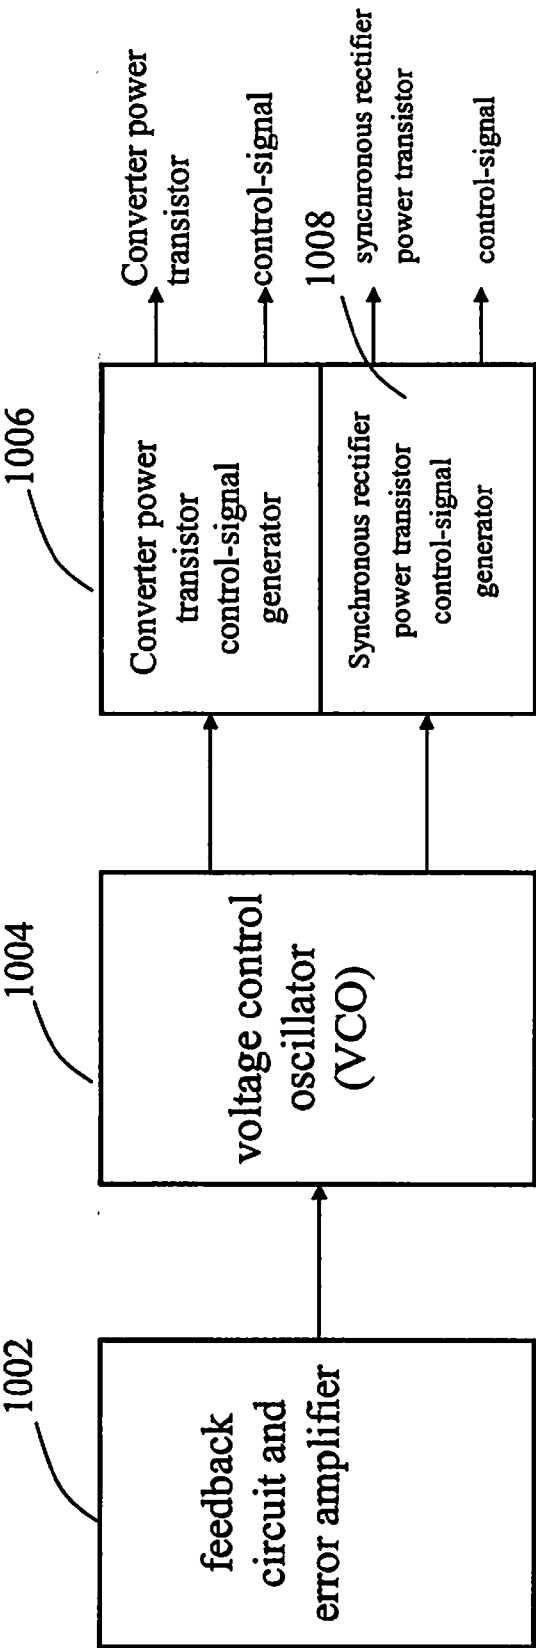 1002
feedback
circuit and
error amplifier
1004
voltage control
oscillator
(VCO)
1006
Converter power
transistor
control-signal
generator
Synchronous rectifier
power transistor
control-signal
generator
Converter power
transistor
control-signal
1008
syncnronous rectifier
power transistor
control-signal